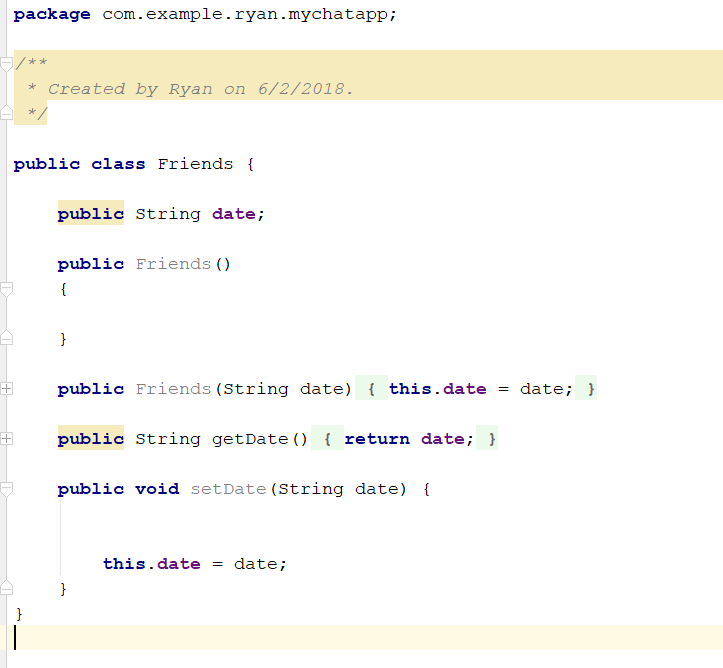 package com.example.ryan.mychatapp;
/**
 * Created by Ryan on 6/2/2018.
 */
public class Friends {
    public String date;
    public Friends()
    {
    }
    public Friends(String date) { this.date = date; }
    public String getDate() { return date; }
    public void setDate(String date) {
        this.date = date;
    }
}